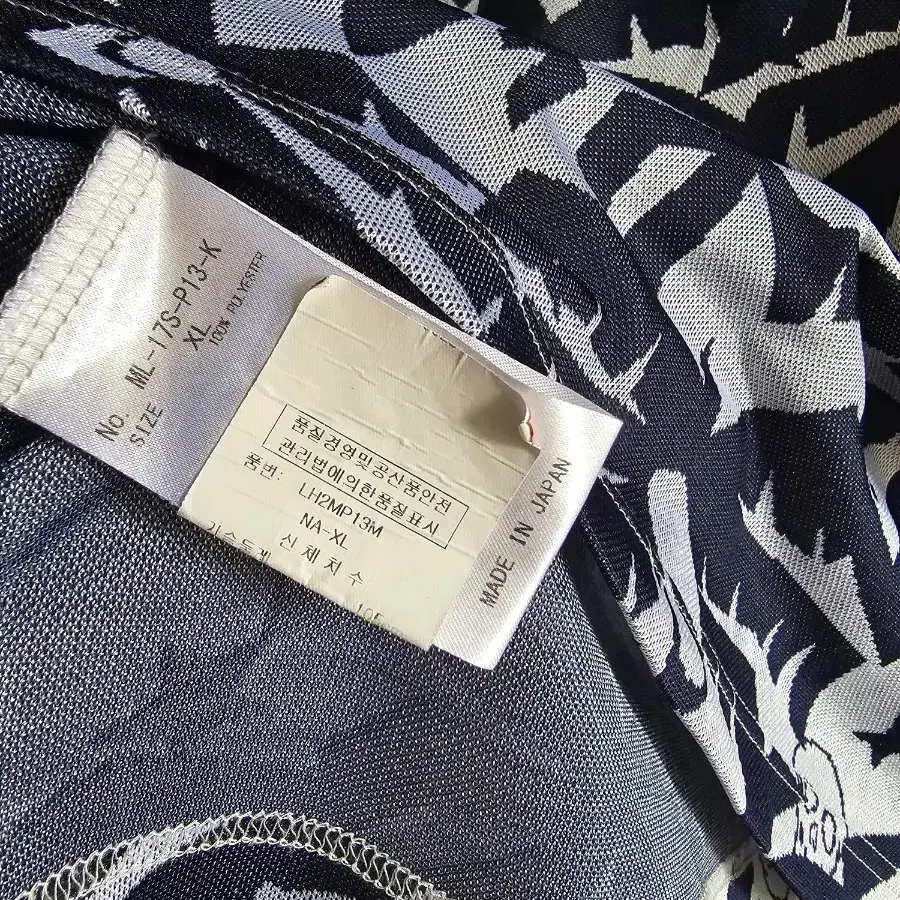 No. ML-17S-P13-K
SIZE XL
100% POLYESTER
품질경영및공산품안전
관리법에의한품질표시
품번: LH2MP13M
NA-XL
신체치수
MADE IN JAPAN